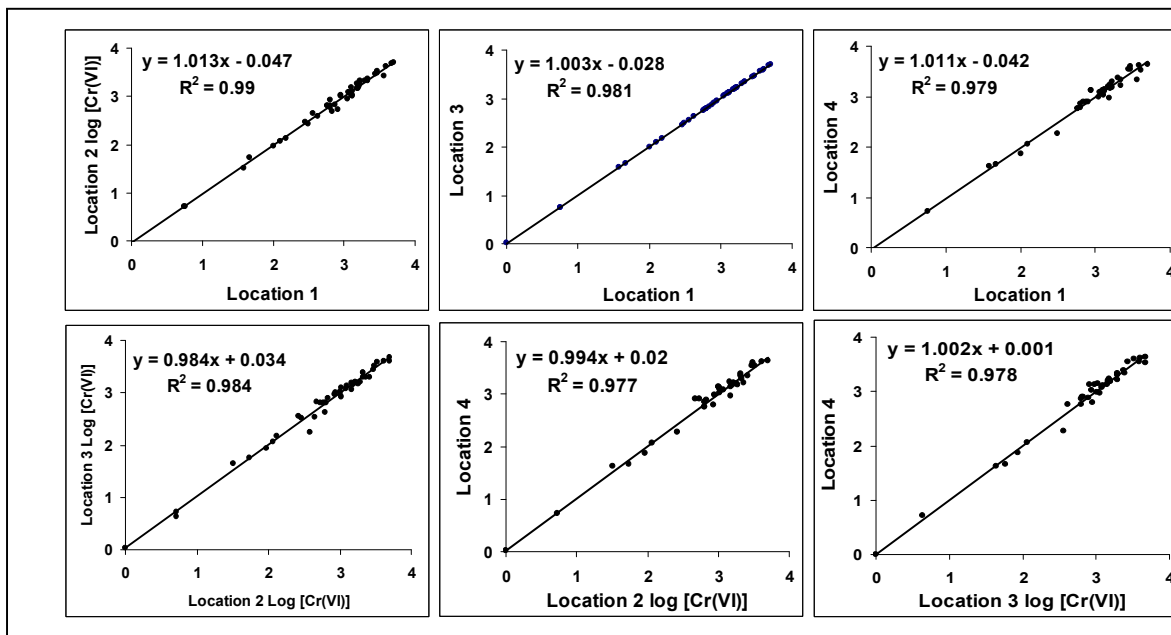 y = 1.013x - 0.047
R2 = 0.99
Location 2 log [Cr(VI)]
4
3
2
1
0
0 1 2 3 4
Location 1
y = 1.003x - 0.028
R2 = 0.981
Location 3
4
3
2
1
0
0 1 2 3 4
Location 1
y = 1.011x - 0.042
R2 = 0.979
Location 4
4
3
2
1
0
0 1 2 3 4
Location 1
y = 0.984x + 0.034
R2 = 0.984
Location 3 Log [Cr(VI)]
4
3
2
1
0
0 1 2 3 4
Location 2 Log [Cr(VI)]
y = 0.994x + 0.02
R2 = 0.977
Location 4
4
3
2
1
0
0 1 2 3 4
Location 2 log [Cr(VI)]
y = 1.002x + 0.001
R2 = 0.978
Location 4
4
3
2
1
0
0 1 2 3 4
Location 3 log [Cr(VI)]